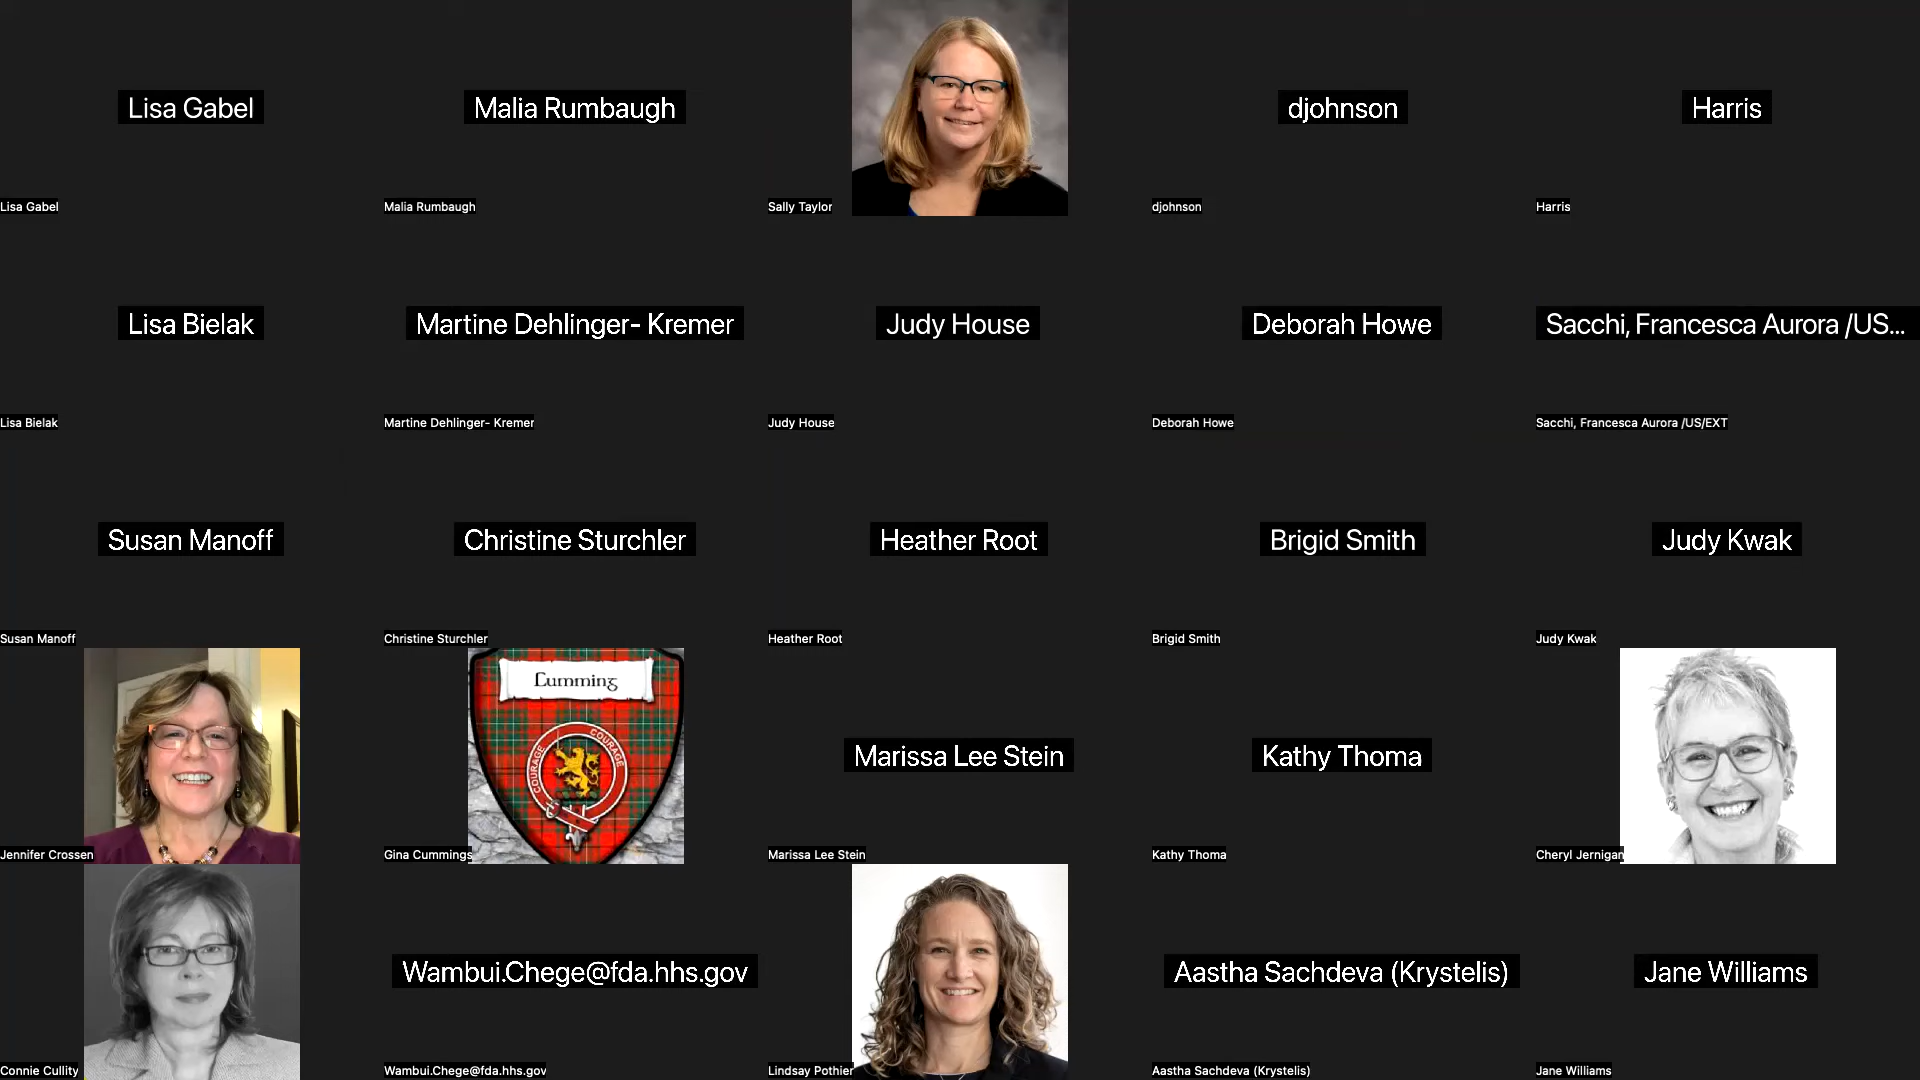 Lisa Gabel
Malia Rumbaugh
djohnson
Harris
Lisa Gabel
Malia Rumbaugh
Sally Taylor
djohnson
Harris
Lisa Bielak
Martine Dehlinger- Kremer
Judy House
Deborah Howe
Sacchi, Francesca Aurora /US...
Lisa Bielak
Martine Dehlinger- Kremer
Judy House
Deborah Howe
Sacchi, Francesca Aurora /US/EXT
Susan Manoff
Christine Sturchler
Heather Root
Brigid Smith
Judy Kwak
Susan Manoff
Christine Sturchler
Heather Root
Brigid Smith
Judy Kwak
Cumming
COURAGE
COURAGE
Marissa Lee Stein
Kathy Thoma
Jennifer Crossen
Gina Cummings
Marissa Lee Stein
Kathy Thoma
Cheryl Jernigan
Wambui.Chege@fda.hhs.gov
Aastha Sachdeva (Krystelis)
Jane Williams
Connie Cullity
Wambui.Chege@fda.hhs.gov
Lindsay Pothier
Aastha Sachdeva (Krystelis)
Jane Williams